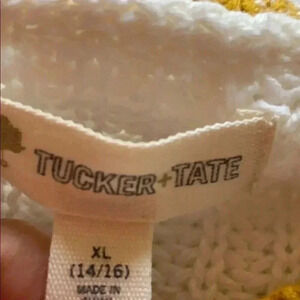 TUCKER+TATE
XL
(14/16)
MADE IN